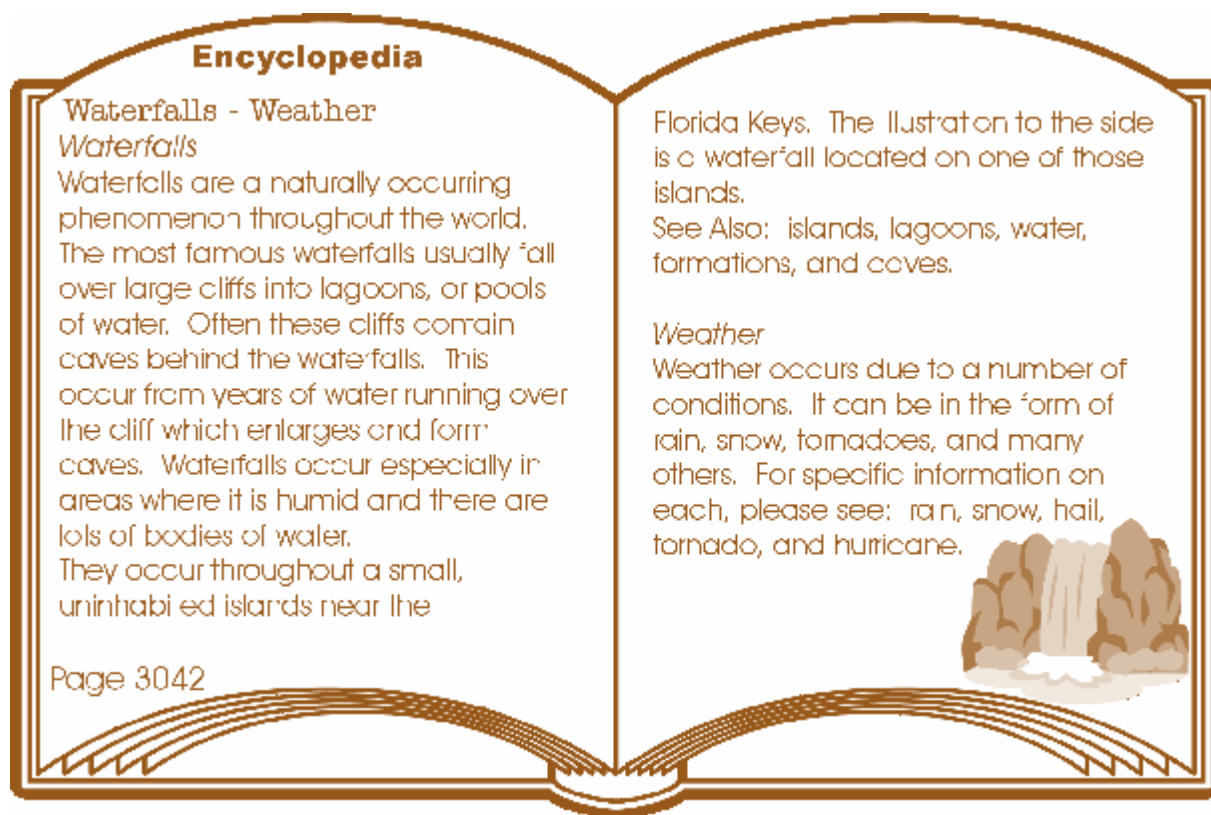 Encyclopedia
Waterfalls - Weather
Waterfalls
Waterfalls are a naturally occurring
phenomenon throughout the world.
The most famous waterfalls usually fall
over large cliffs into lagoons, or pools
of water. Often these cliffs contain
caves behind the waterfalls. This
occur from years of water running over
the cliff which enlarges and form
caves. Waterfalls occur especially in
areas where it is humid and there are
lots of bodies of water.
They occur throughout a small,
uninhabited islands near the
Page 3042
Florida Keys. The illustration to the side
is a waterfall located on one of those
islands.
See Also: islands, lagoons, water,
formations, and caves.
Weather
Weather occurs due to a number of
conditions. It can be in the form of
rain, snow, tornadoes, and many
others. For specific information on
each, please see: rain, snow, hail,
tornado, and hurricane.